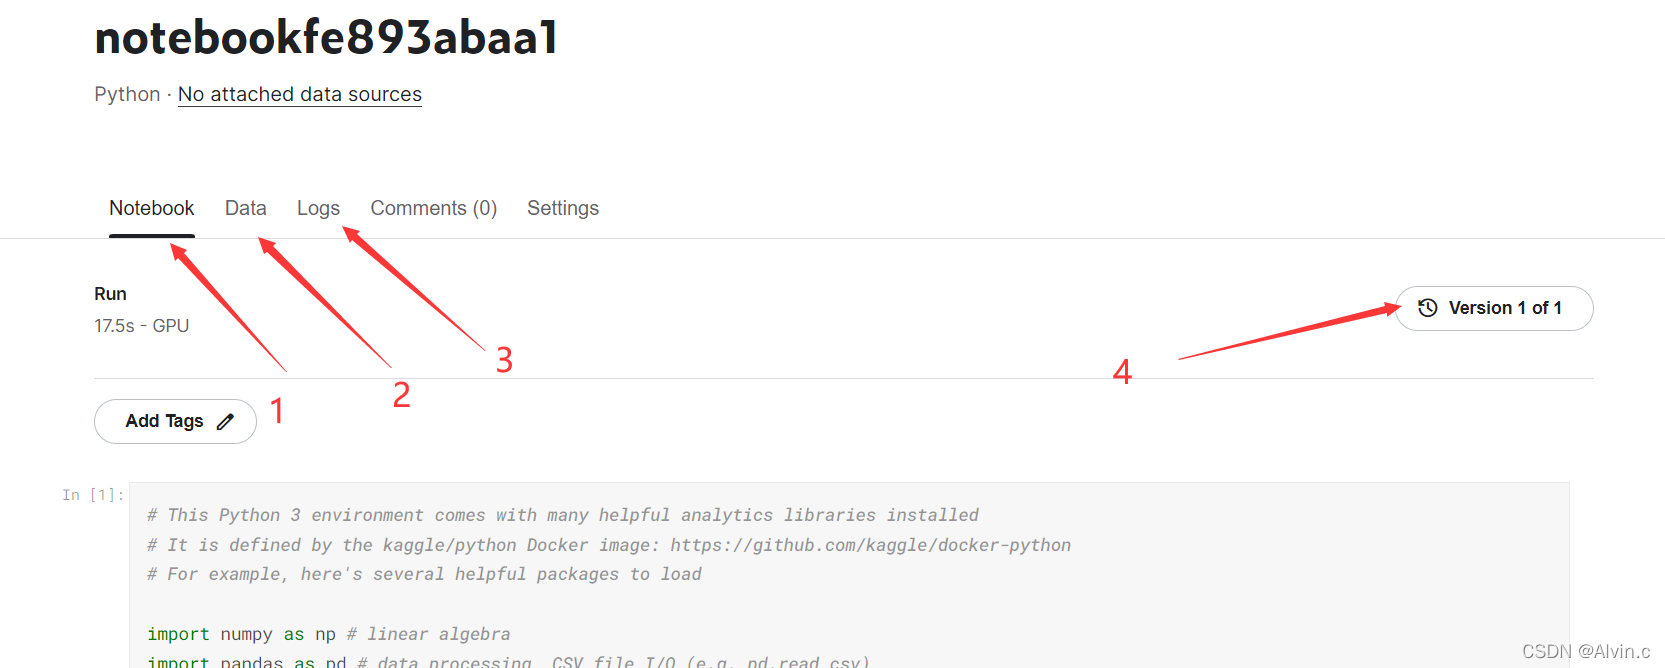 notebookfe893abaa1
Python · No attached data sources
Notebook Data Logs Comments (0) Settings
Run
17.5s - GPU
Version 1 of 1
1
2
3
4
Add Tags
In [1]:
# This Python 3 environment comes with many helpful analytics libraries installed
# It is defined by the kaggle/python Docker image: https://github.com/kaggle/docker-python
# For example, here's several helpful packages to load
import numpy as np # linear algebra
import pandas as pd # data processing, CSV file I/O (e.g. pd.read_csv)
CSDN @Alvin.c